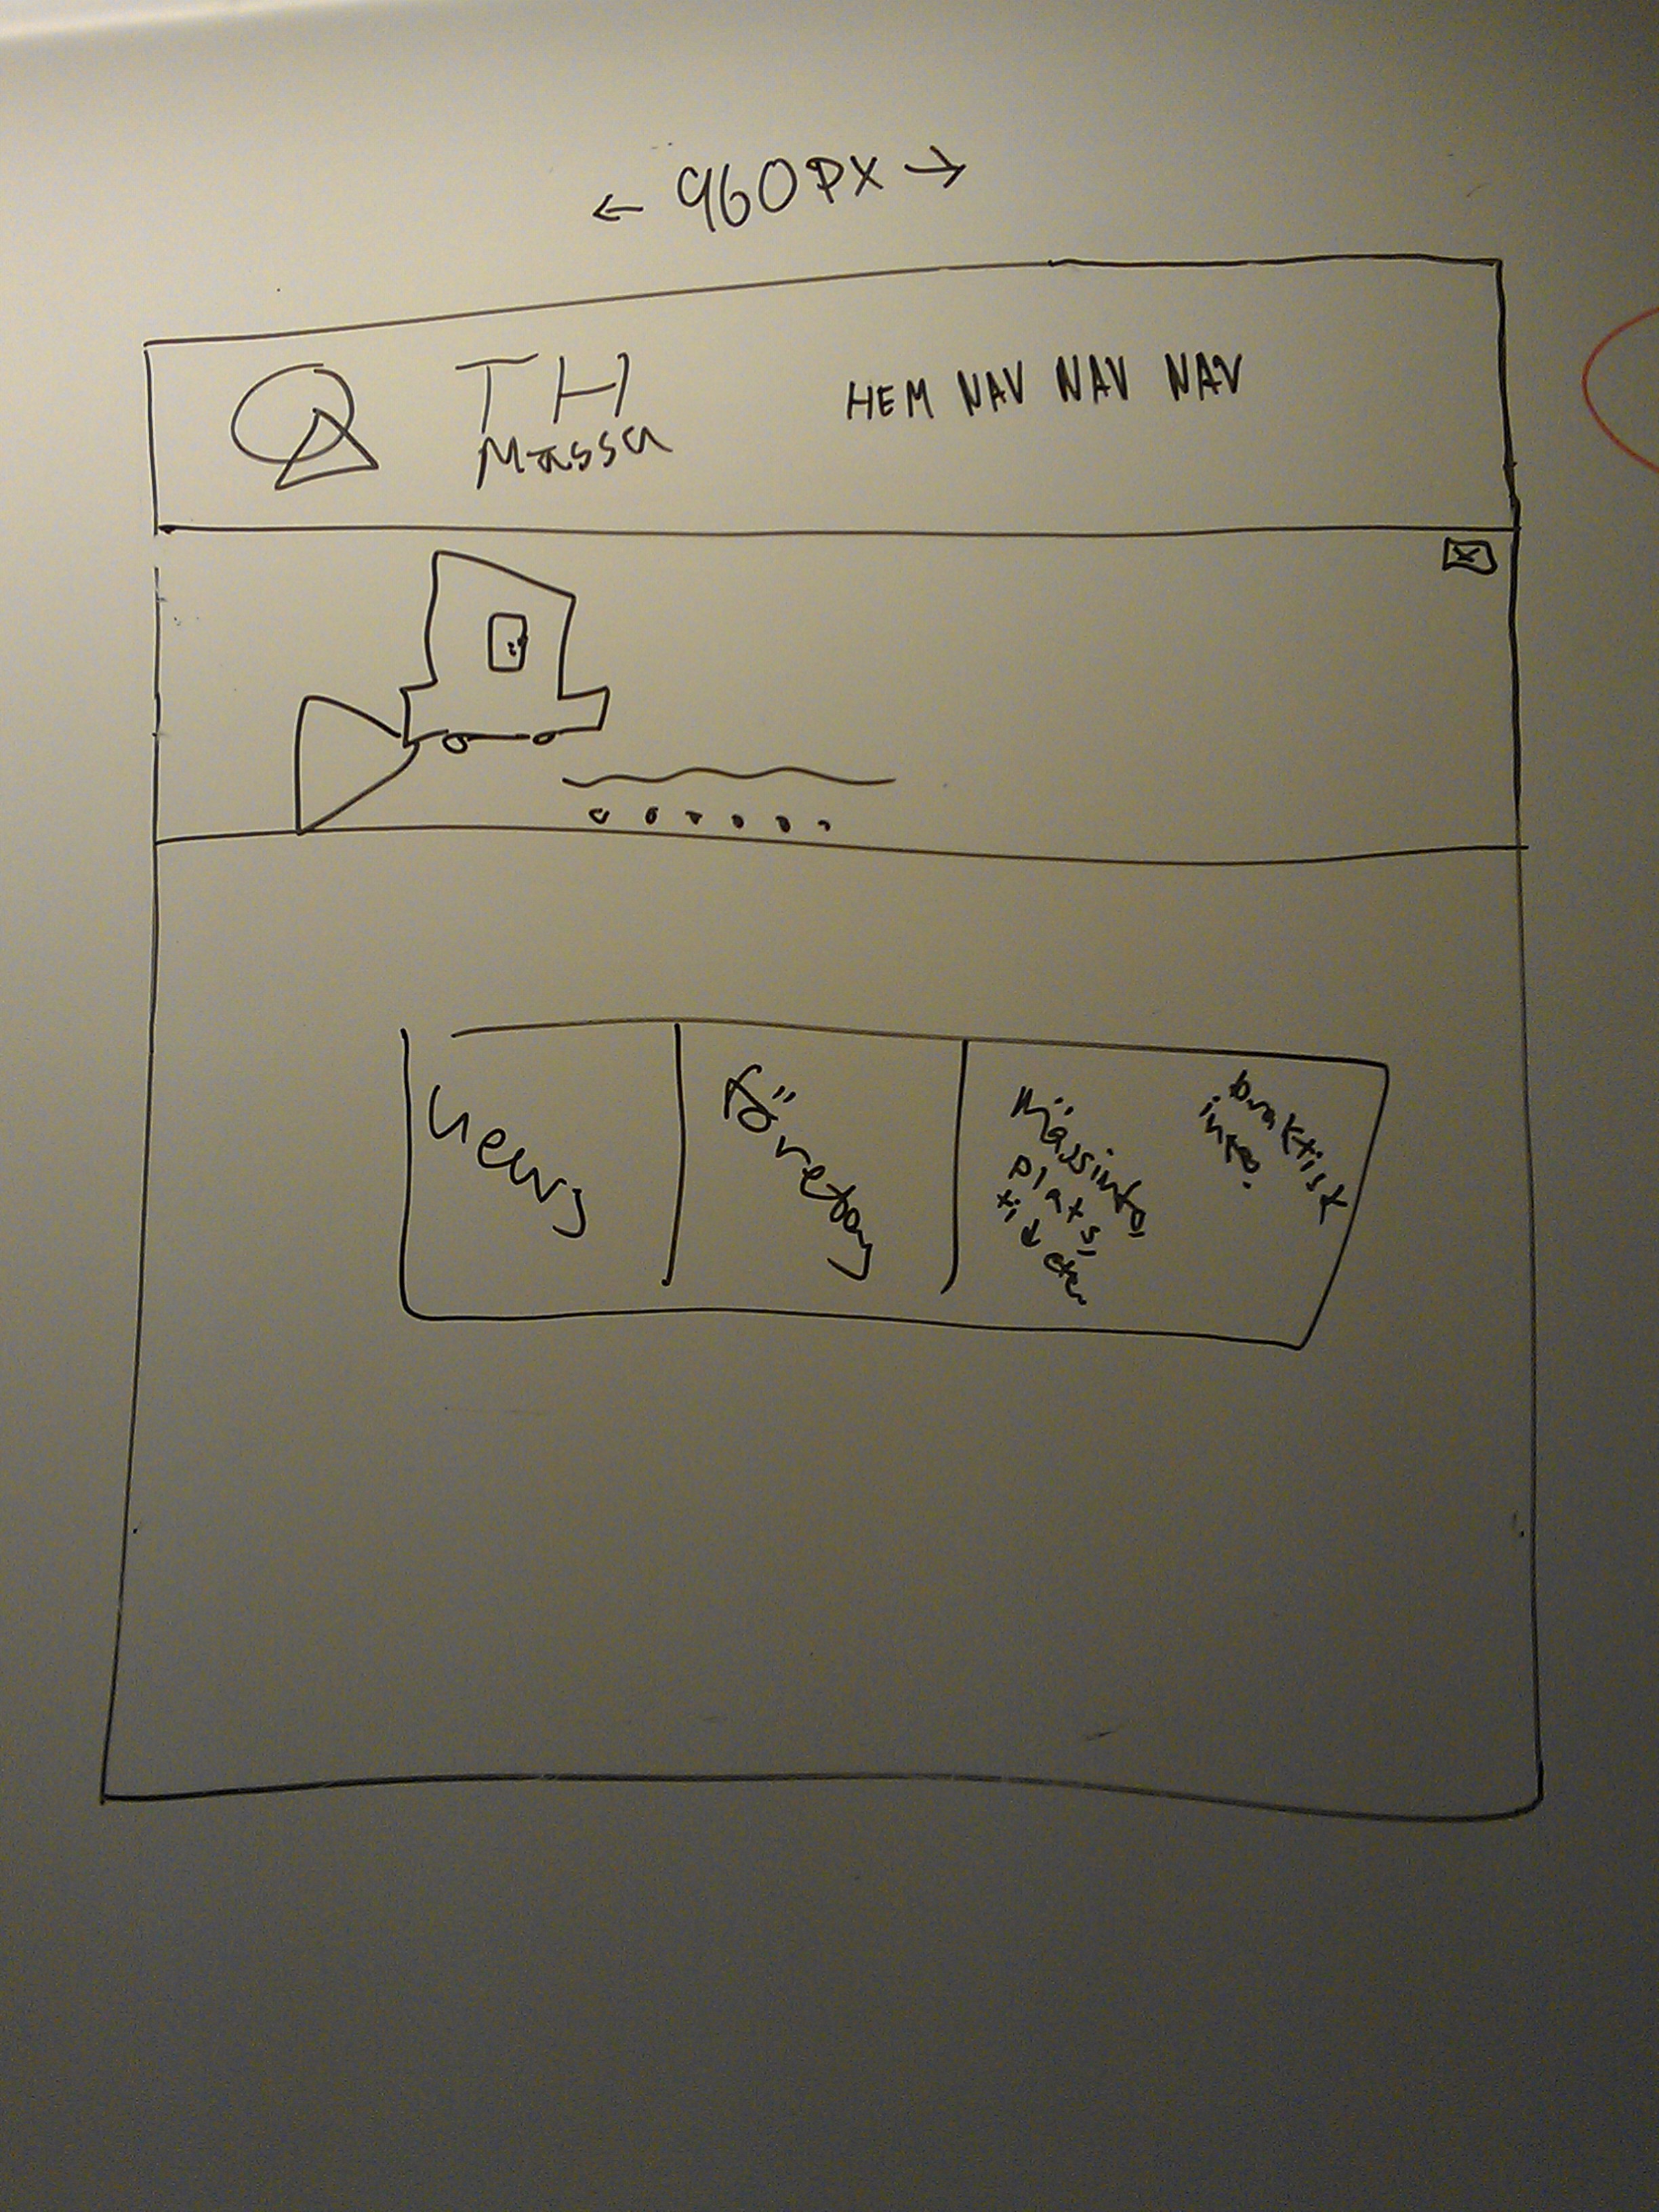 ← 960PX →
TH
Mässa
HEM NAV NAV NAV
X
News
företag
Mässinfo
plats
tid etc
praktisk
info